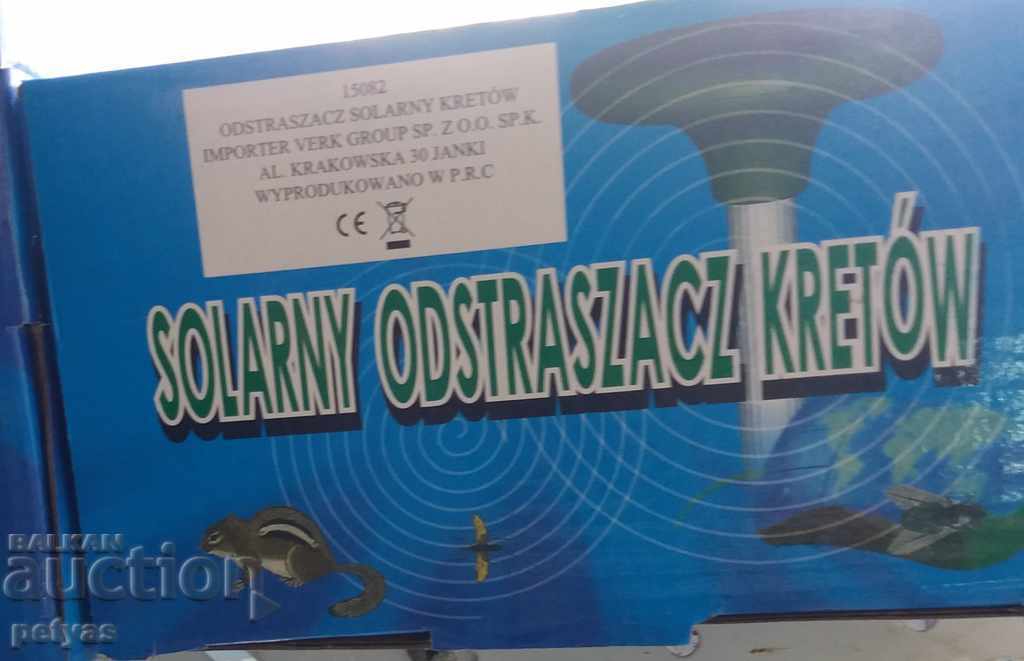 15082
ODSTRASZACZ SOLARNY KRETÓW
IMPORTER VERK GROUP SP. Z O.O. SP.K.
AL. KRAKOWSKA 30 JANKI
WYPRODUKOWANO W P.R.C
CE
SOLARNY ODSTRASZACZ KRETÓW
BALKAN
auction
petyas